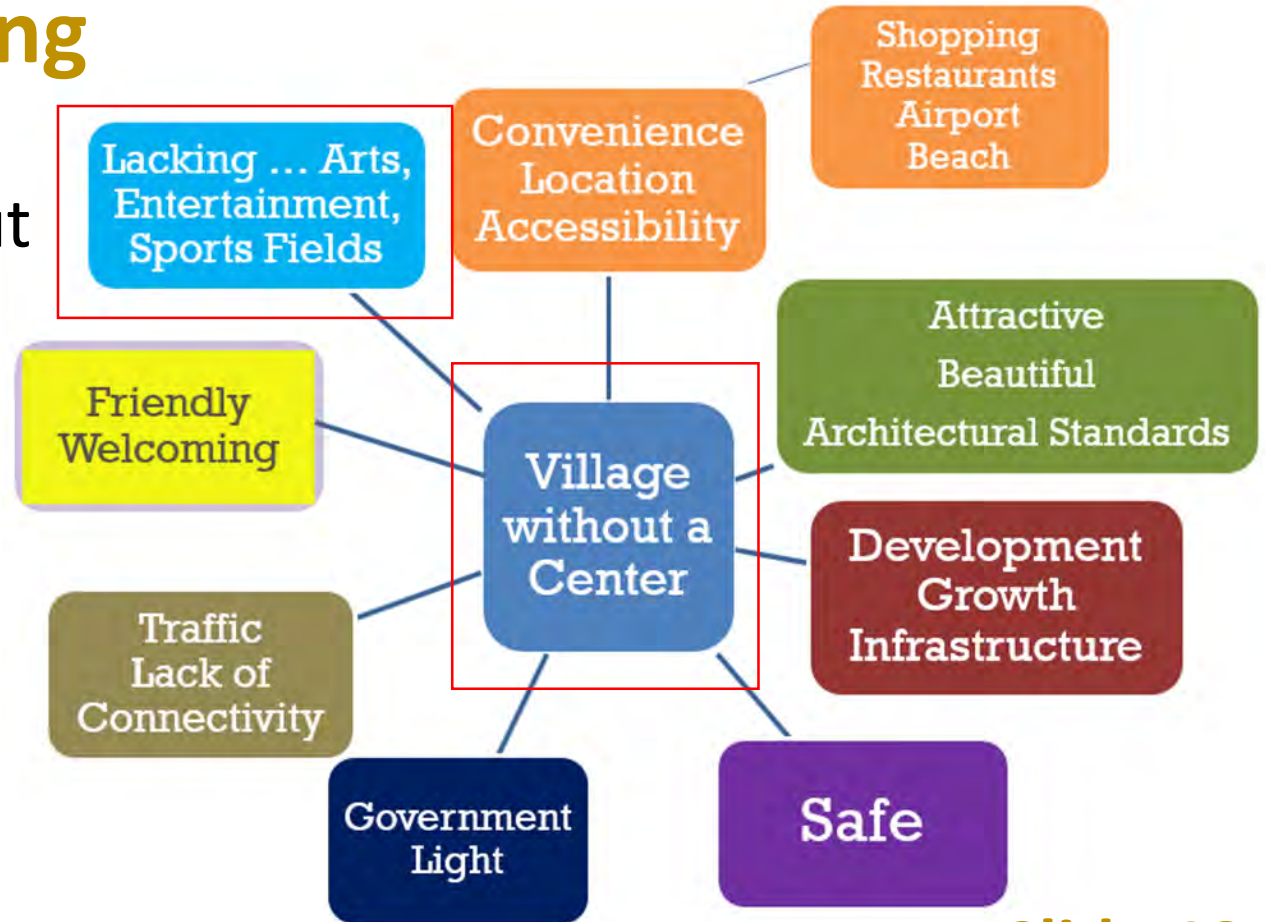 ng
ut
Lacking ... Arts,
Entertainment,
Sports Fields
Convenience
Location
Accessibility
Shopping
Restaurants
Airport
Beach
Attractive
Beautiful
Architectural Standards
Friendly
Welcoming
Village
without a
Center
Development
Growth
Infrastructure
Traffic
Lack of
Connectivity
Government
Light
Safe